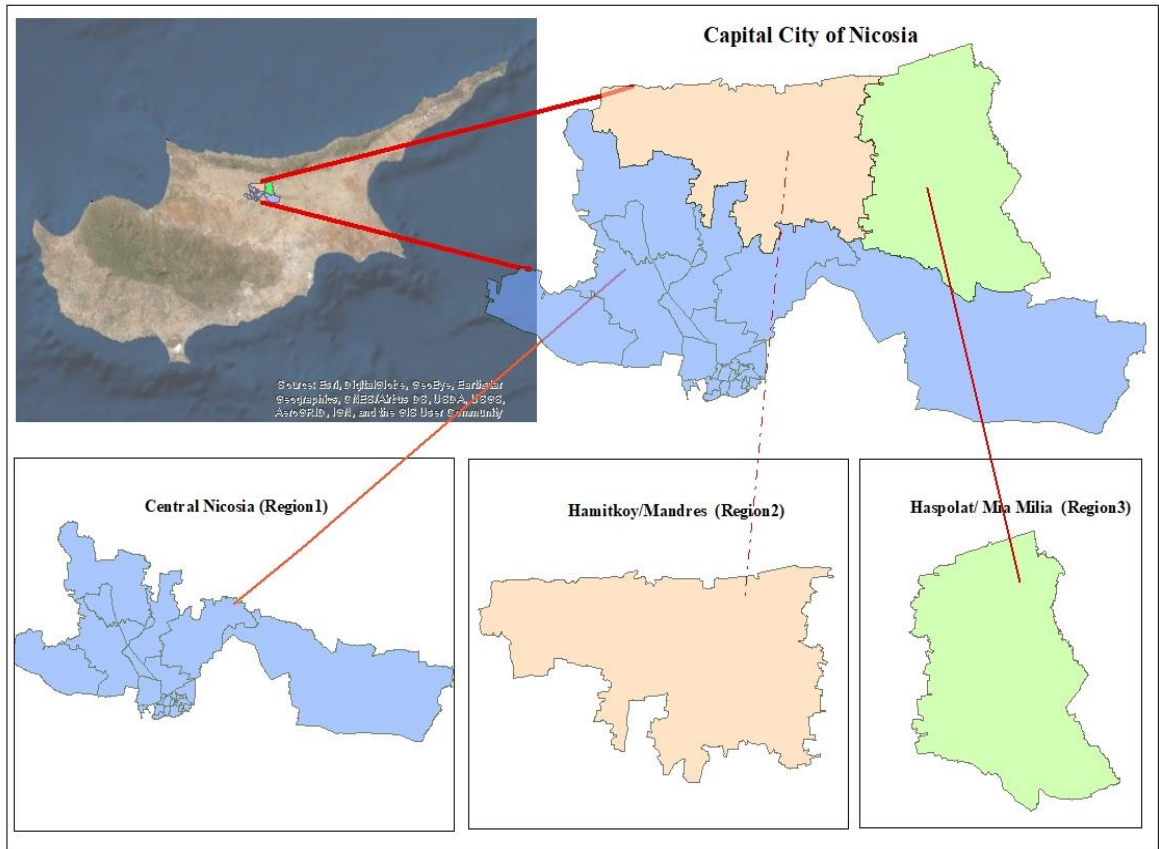 Capital City of Nicosia
Source: Esri, DigitalGlobe, GeoEye, Earthstar
Geographics, CNES/Airbus DS, USDA, USGS,
AeroGRID, IGN, and the GIS User Community
Central Nicosia (Region1)
Hamitkoy/Mandres (Region2)
Haspolat/ Mia Milia (Region3)